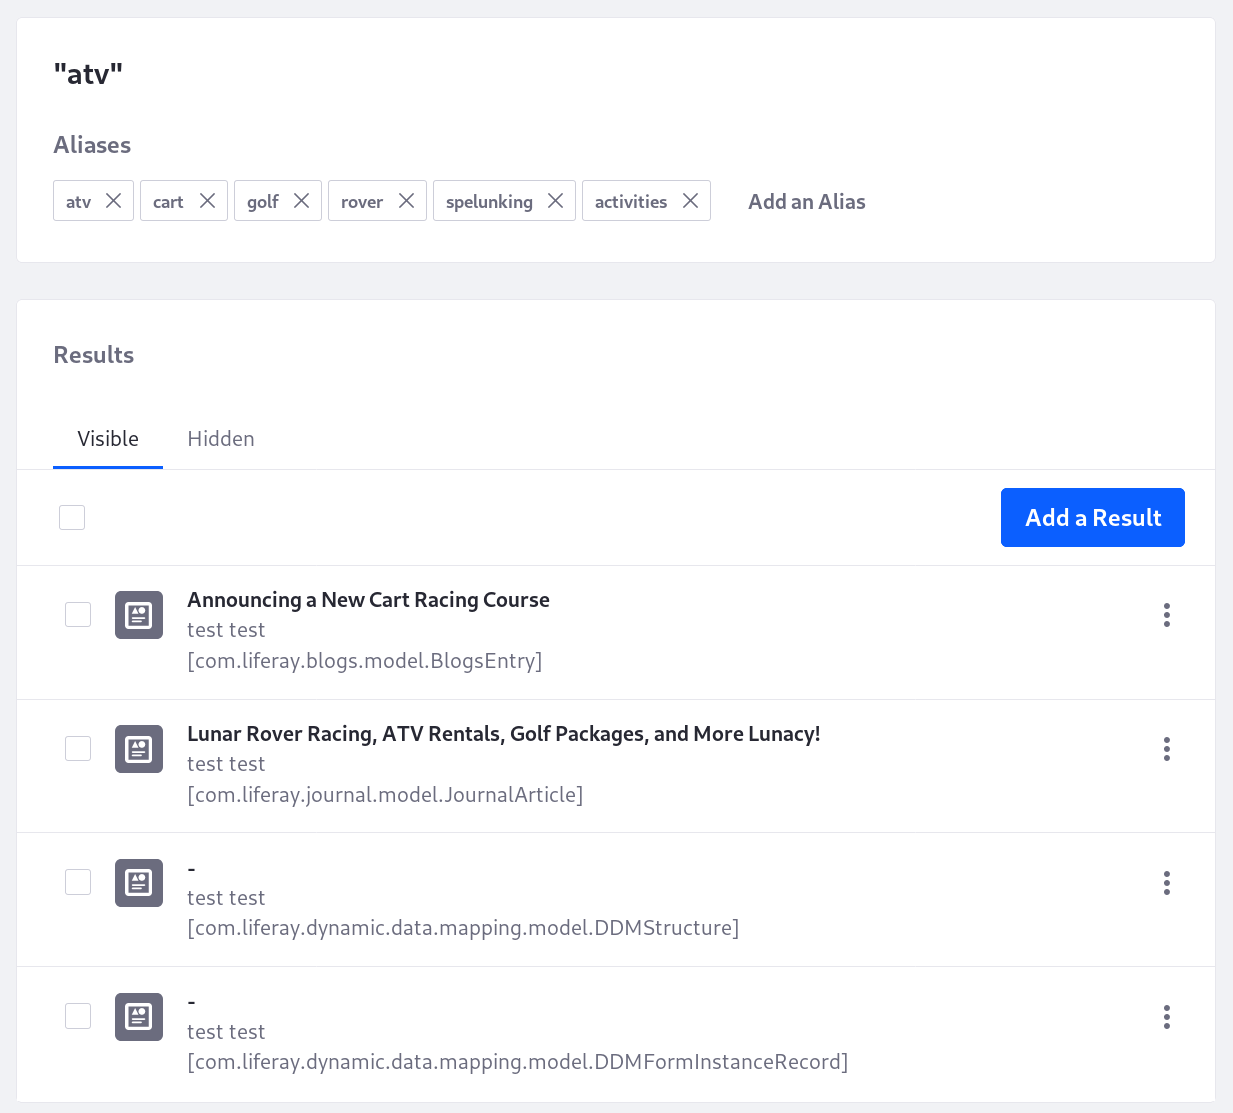 "atv"
Aliases
atv cart golf rover spelunking activities Add an Alias
Results
Visible Hidden
Add a Result
Announcing a New Cart Racing Course
test test
[com.liferay.blogs.model.BlogsEntry]
Lunar Rover Racing, ATV Rentals, Golf Packages, and More Lunacy!
test test
[com.liferay.journal.model.JournalArticle]
-
test test
[com.liferay.dynamic.data.mapping.model.DDMStructure]
-
test test
[com.liferay.dynamic.data.mapping.model.DDMFormInstanceRecord]